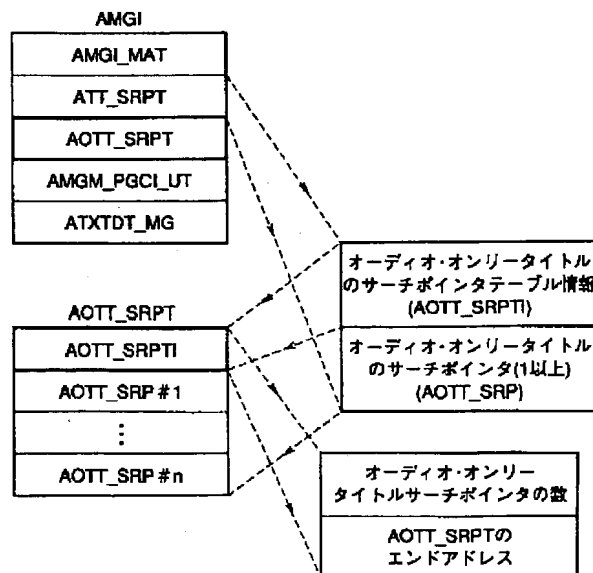 AMGI
AMGI_MAT
ATT_SRPT
AOTT_SRPT
AMGM_PGCI_UT
ATXTDT_MG
オーディオ・オンリータイトル
のサーチポインタテーブル情報
(AOTT_SRPTI)
オーディオ・オンリータイトル
のサーチポインタ(1以上)
(AOTT_SRP)
AOTT_SRPT
AOTT_SRPTI
AOTT_SRP #1
⋮
AOTT_SRP #n
オーディオ・オンリー
タイトルサーチポインタの数
AOTT_SRPTの
エンドアドレス